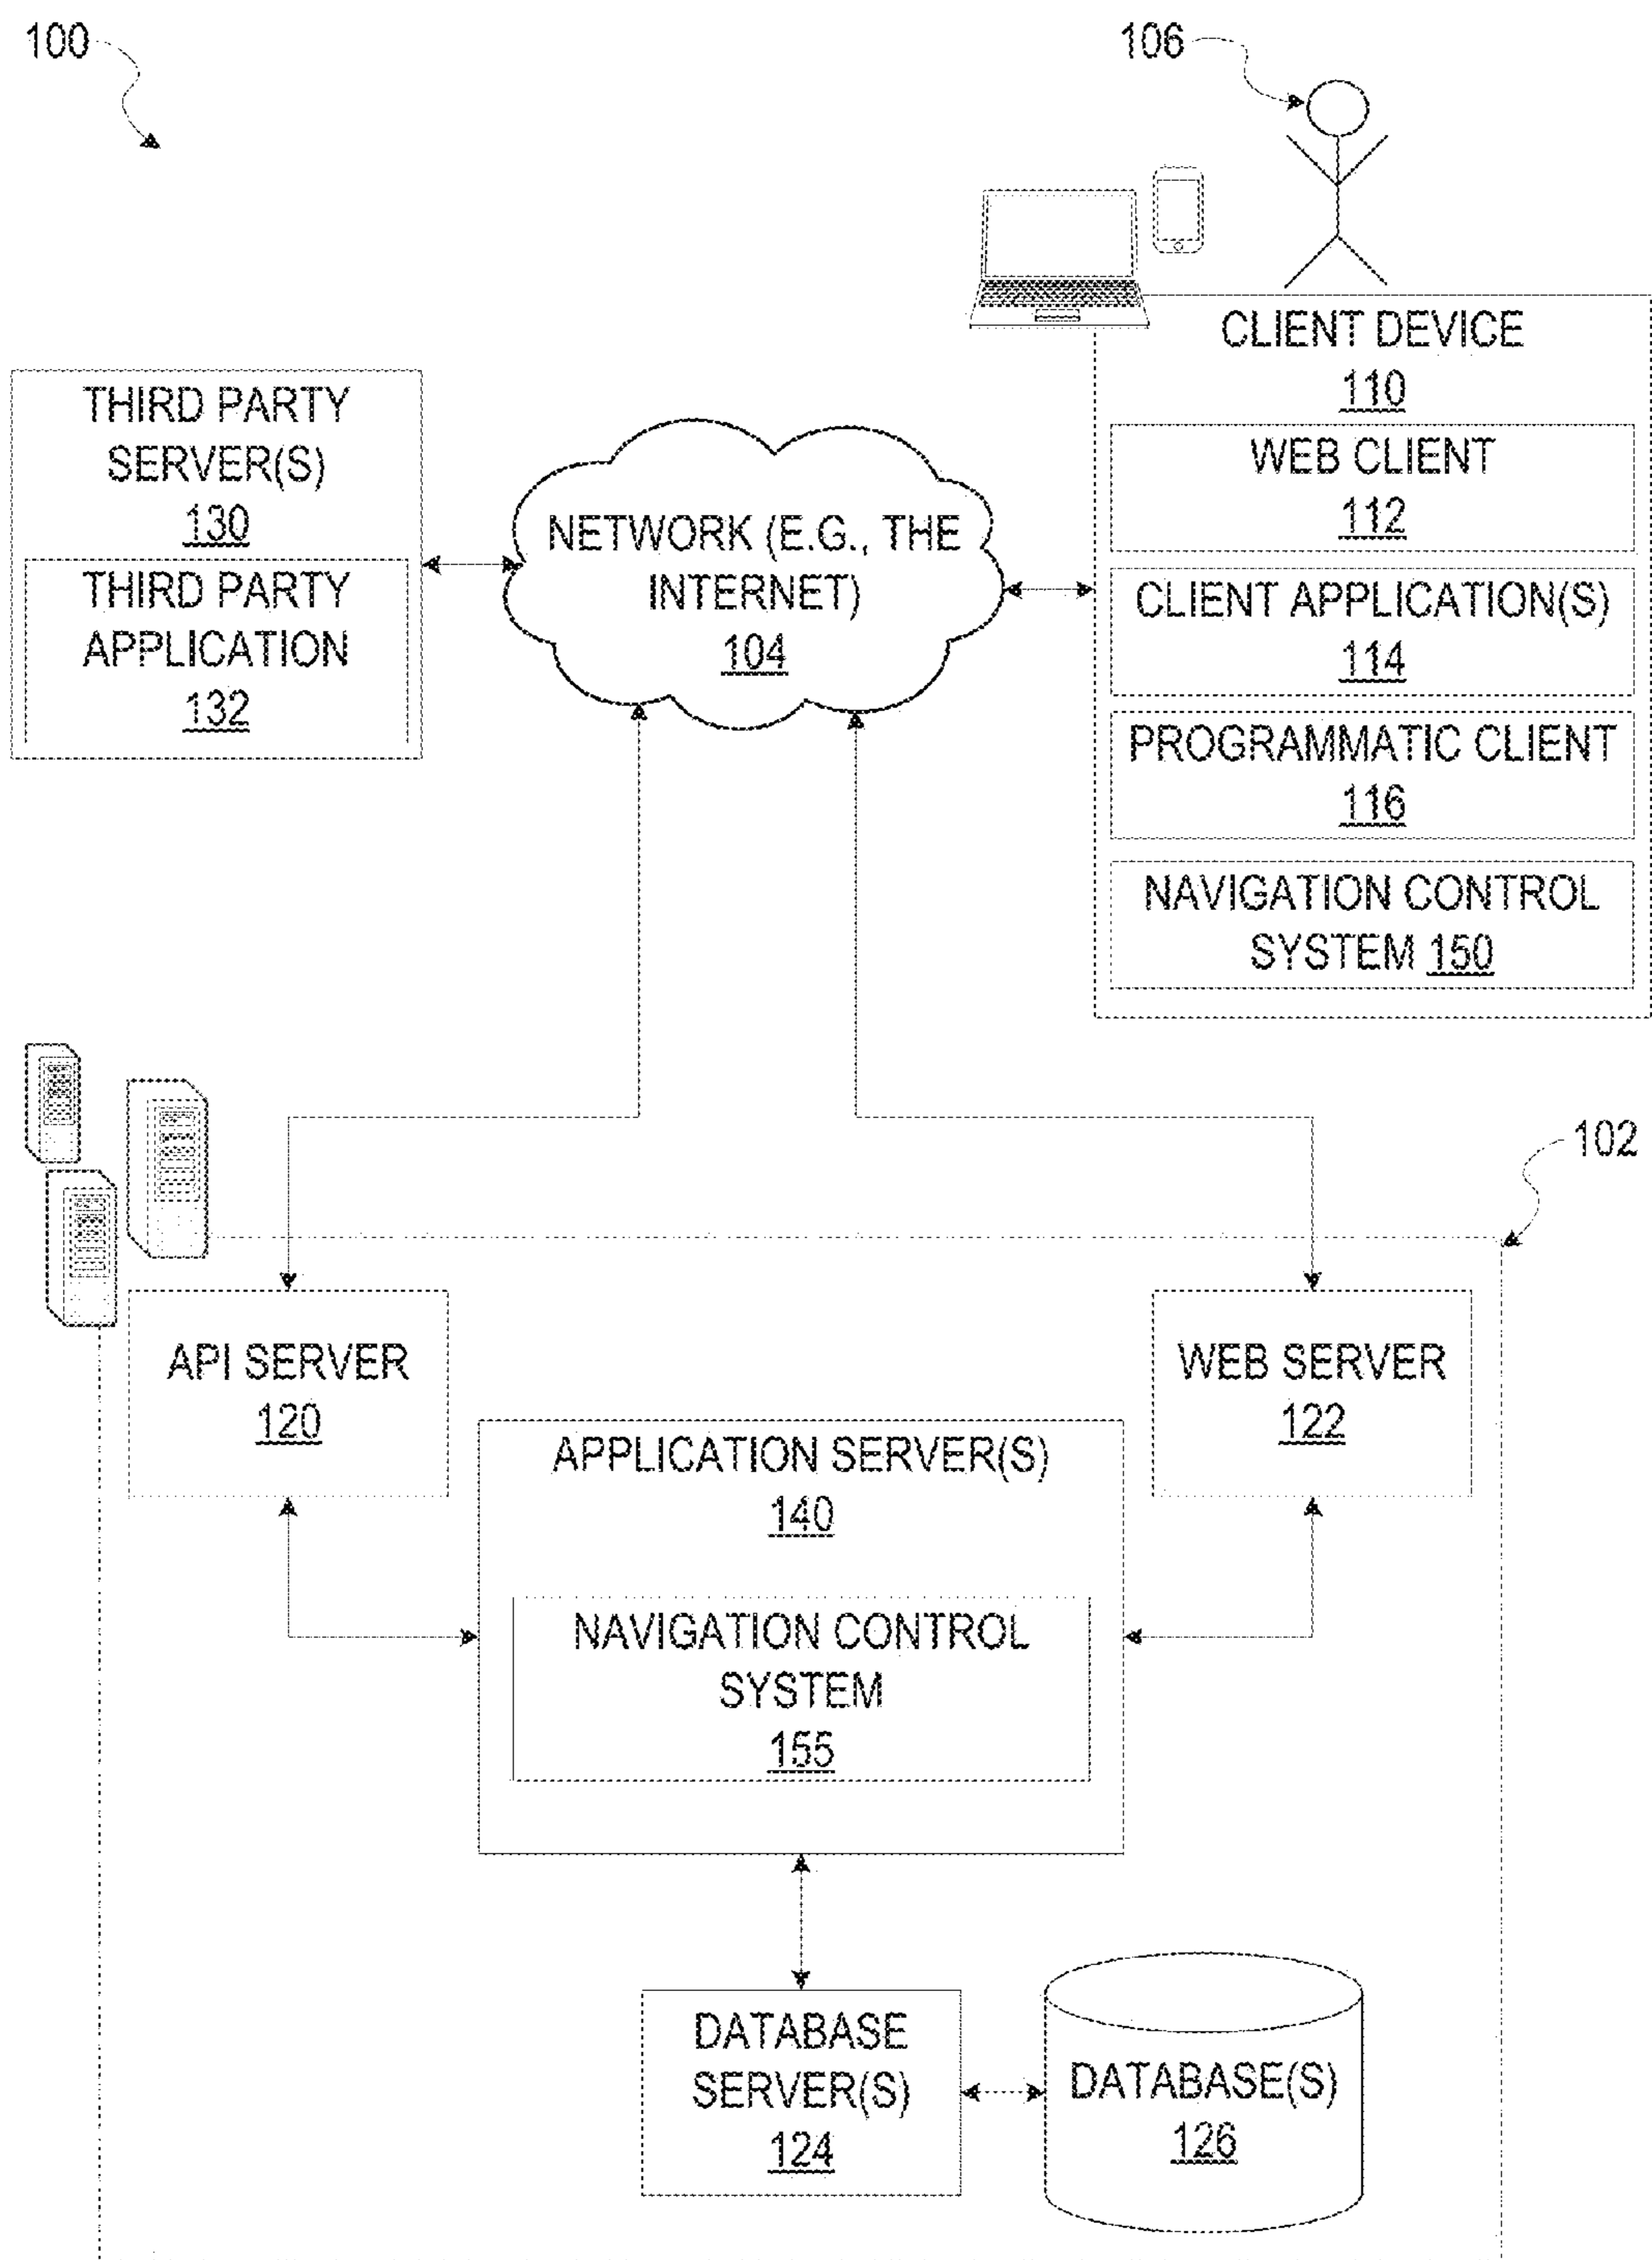 100
106
CLIENT DEVICE
110
WEB CLIENT
112
CLIENT APPLICATION(S)
114
PROGRAMMATIC CLIENT
116
NAVIGATION CONTROL
SYSTEM 150
THIRD PARTY
SERVER(S)
130
THIRD PARTY
APPLICATION
132
NETWORK (E.G., THE
INTERNET)
104
102
API SERVER
120
WEB SERVER
122
APPLICATION SERVER(S)
140
NAVIGATION CONTROL
SYSTEM
155
DATABASE
SERVER(S)
124
DATABASE(S)
126